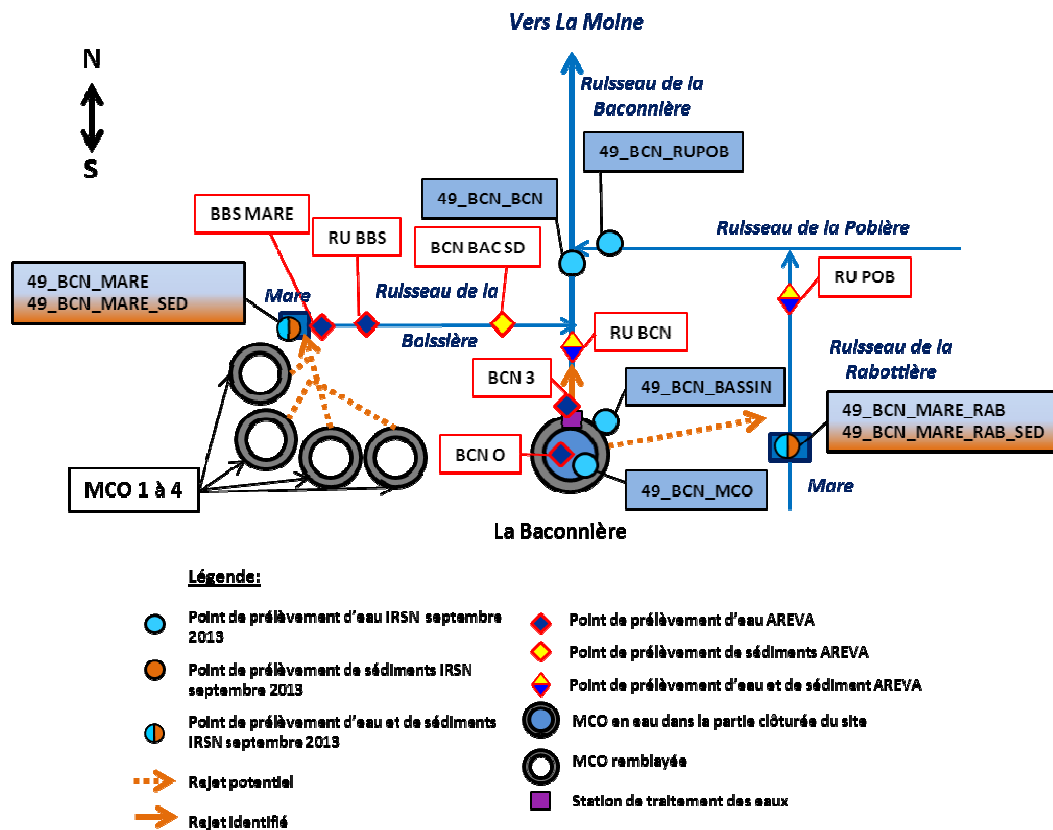 Vers La Moine
N
S
Ruisseau de la
Baconnière
49_BCN_RUPOB
49_BCN_BCN
BBS MARE
RU BBS
BCN BAC SD
Ruisseau de la Pobière
49_BCN_MARE
49_BCN_MARE_SED
Mare
Ruisseau de la
Boissière
RU POB
RU BCN
Ruisseau de la
Rabottière
BCN 3
49_BCN_BASSIN
49_BCN_MARE_RAB
49_BCN_MARE_RAB_SED
BCN O
MCO 1 à 4
49_BCN_MCO
Mare
La Baconnière
Légende:
Point de prélèvement d'eau IRSN septembre
2013
Point de prélèvement de sédiments IRSN
septembre 2013
Point de prélèvement d'eau et de sédiments
IRSN septembre 2013
Rejet potentiel
Rejet identifié
Point de prélèvement d'eau AREVA
Point de prélèvement de sédiments AREVA
Point de prélèvement d'eau et de sédiment AREVA
MCO en eau dans la partie clôturée du site
MCO remblayée
Station de traitement des eaux